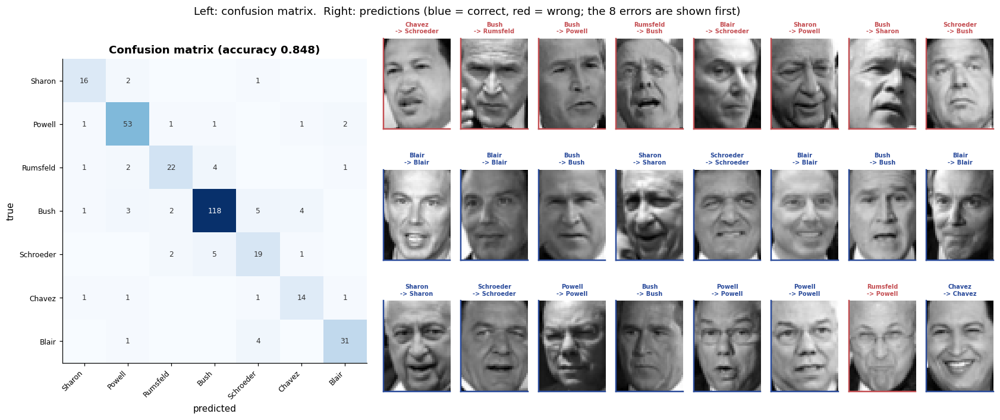 Left: confusion matrix.  Right: predictions (blue = correct, red = wrong; the 8 errors are shown first)
Confusion matrix (accuracy 0.848)
true
Sharon 16 2 1
Powell 1 53 1 1 1 2
Rumsfeld 1 2 22 4 1
Bush 1 3 2 118 5 4
Schroeder 2 5 19 1
Chavez 1 1 1 14 1
Blair 1 4 31
Sharon Powell Rumsfeld Bush Schroeder Chavez Blair
predicted
Chavez
-> Schroeder
Bush
-> Rumsfeld
Bush
-> Powell
Rumsfeld
-> Bush
Blair
-> Schroeder
Sharon
-> Powell
Bush
-> Sharon
Schroeder
-> Bush
Blair
-> Blair
Blair
-> Blair
Bush
-> Bush
Sharon
-> Sharon
Schroeder
-> Schroeder
Blair
-> Blair
Bush
-> Bush
Blair
-> Blair
Sharon
-> Sharon
Schroeder
-> Schroeder
Powell
-> Powell
Bush
-> Bush
Powell
-> Powell
Powell
-> Powell
Rumsfeld
-> Powell
Chavez
-> Chavez